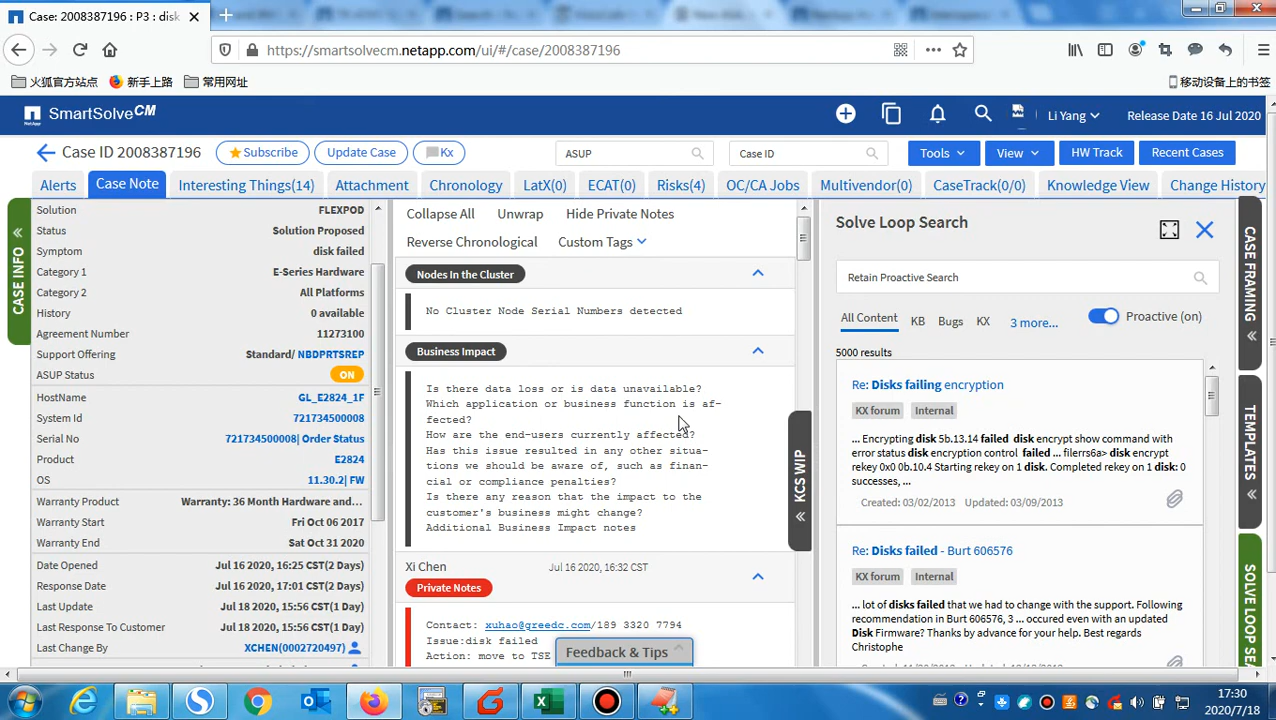 Case: 2008387196 : P3 : disk
https://smartsolvecm.netapp.com/ui/#/case/2008387196
火狐官方站点
新手上路
常用网址
移动设备上的书签
NetApp
SmartSolveCM
Li Yang
Release Date 16 Jul 2020
Case ID 2008387196
Subscribe
Update Case
Kx
ASUP
Case ID
Tools
View
HW Track
Recent Cases
Alerts
Case Note
Interesting Things(14)
Attachment
Chronology
LatX(0)
ECAT(0)
Risks(4)
OC/CA Jobs
Multivendor(0)
CaseTrack(0/0)
Knowledge View
Change History
CASE INFO
Solution FLEXPOD
Status Solution Proposed
Symptom disk failed
Category 1 E-Series Hardware
Category 2 All Platforms
History 0 available
Agreement Number 11273100
Support Offering Standard/ NBDPRTSREP
ASUP Status ON
HostName GL_E2824_1F
System Id 721734500008
Serial No 721734500008| Order Status
Product E2824
OS 11.30.2| FW
Warranty Product Warranty: 36 Month Hardware and...
Warranty Start Fri Oct 06 2017
Warranty End Sat Oct 31 2020
Date Opened Jul 16 2020, 16:25 CST(2 Days)
Response Date Jul 16 2020, 17:01 CST(2 Days)
Last Update Jul 18 2020, 15:56 CST(1 Day)
Last Response To Customer Jul 18 2020, 15:56 CST(1 Day)
Last Change By XCHEN(0002720497)
Collapse All
Unwrap
Hide Private Notes
Reverse Chronological
Custom Tags
Nodes In the Cluster
No Cluster Node Serial Numbers detected
Business Impact
Is there data loss or is data unavailable?
Which application or business function is af-
fected?
How are the end-users currently affected?
Has this issue resulted in any other situa-
tions we should be aware of, such as finan-
cial or compliance penalties?
Is there any reason that the impact to the
customer's business might change?
Additional Business Impact notes
Xi Chen
Jul 16 2020, 16:32 CST
Private Notes
Contact: xuhao@greedc.com/189 3320 7794
Issue:disk failed
Action: move to TSE
Feedback & Tips
KCS WIP
Solve Loop Search
Retain Proactive Search
All Content
KB
Bugs
KX
3 more...
Proactive (on)
5000 results
Re: Disks failing encryption
KX forum
Internal
... Encrypting disk 5b.13.14 failed disk encrypt show command with
error status disk encryption control failed ... filerrs6a> disk encrypt
rekey 0x0 0b.10.4 Starting rekey on 1 disk. Completed rekey on 1 disk: 0
successes, ...
Created: 03/02/2013
Updated: 03/09/2013
Re: Disks failed - Burt 606576
KX forum
Internal
... lot of disks failed that we had to change with the support. Following
recommendation in Burt 606576, 3 ... occured even with an updated
Disk Firmware? Thanks by advance for your help. Best regards
Christophe
CASE FRAMING
TEMPLATES
SOLVE LOOP SEA
17:30
2020/7/18